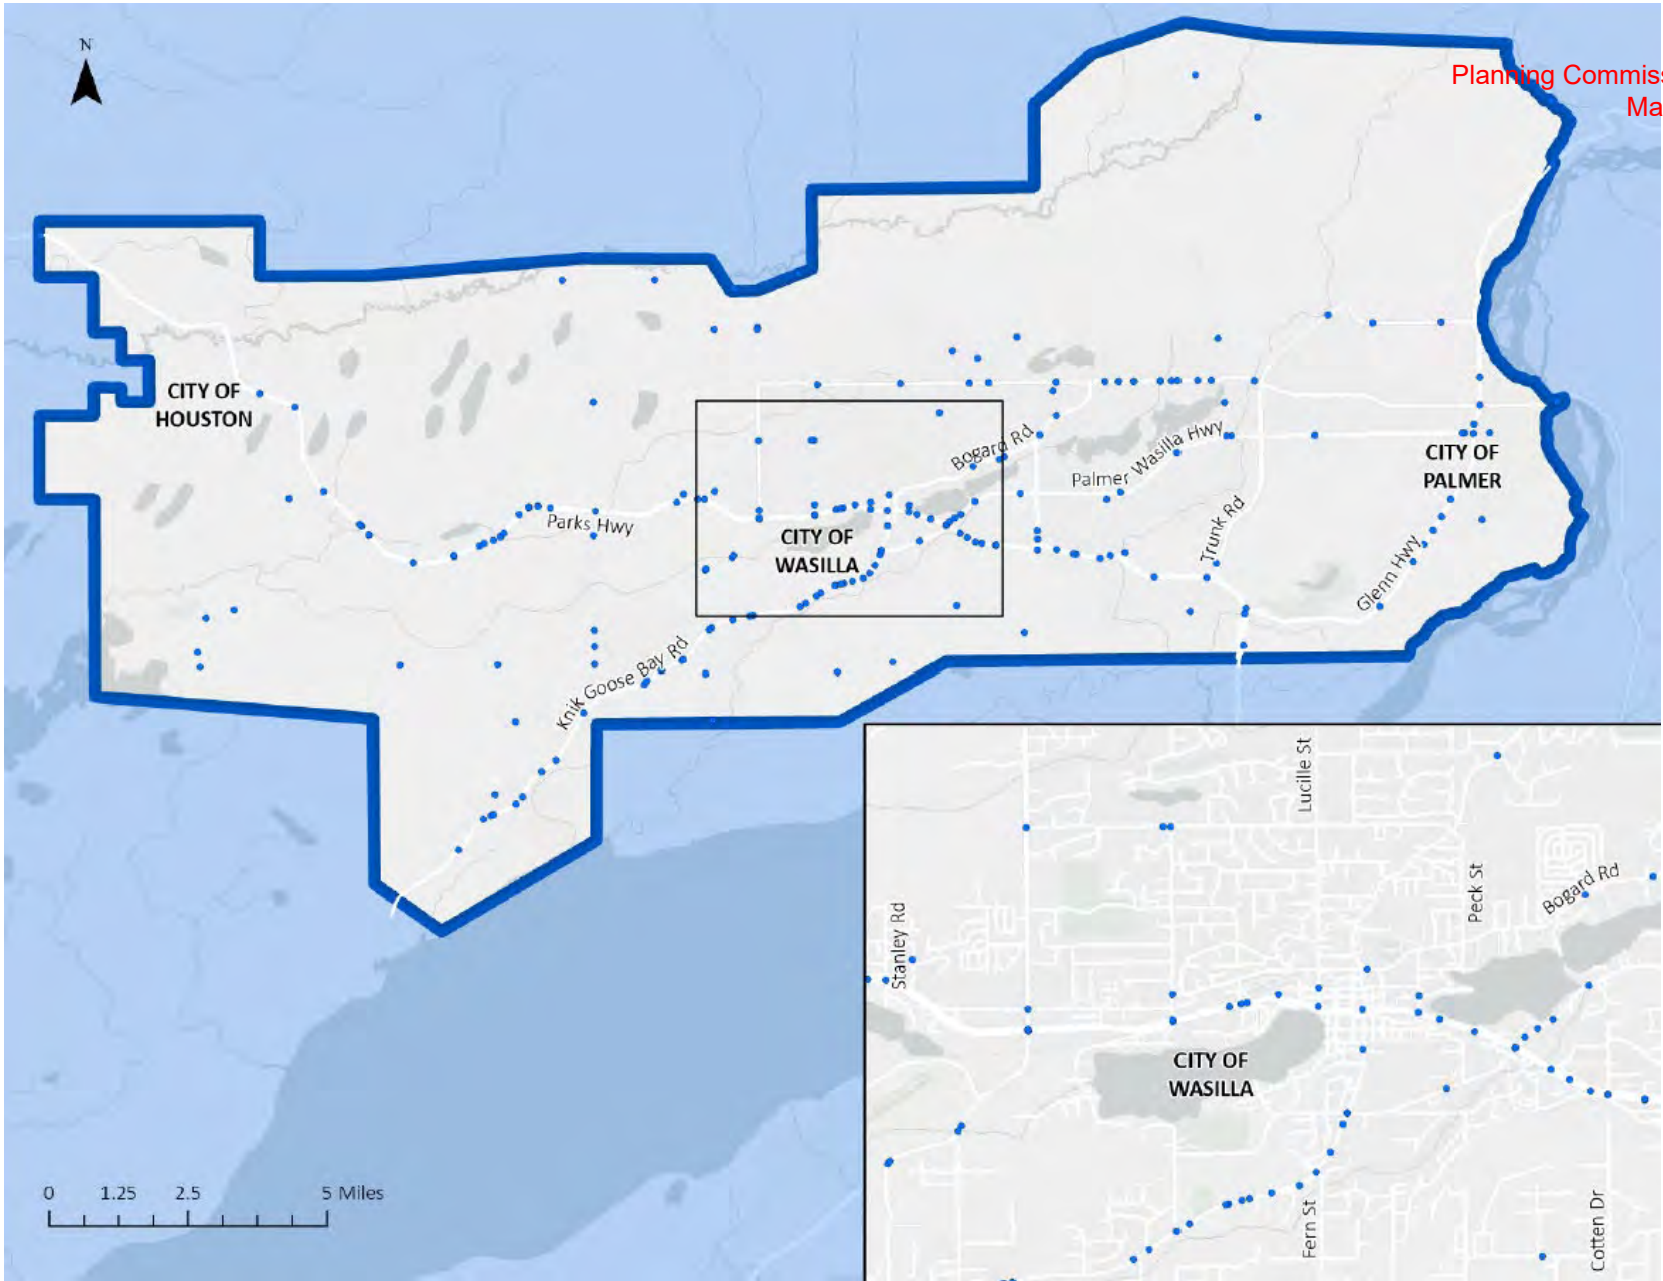 N
Planning Commiss
Ma
CITY OF
HOUSTON
Bogard Rd
Palmer Wasilla Hwy
CITY OF
PALMER
Parks Hwy
CITY OF
WASILLA
Trunk Rd
Glenn Hwy
Knik Goose Bay Rd
Lucille St
Peck St
Bogard Rd
Stanley Rd
CITY OF
WASILLA
Fern St
Cotten Dr
0 1.25 2.5 5 Miles